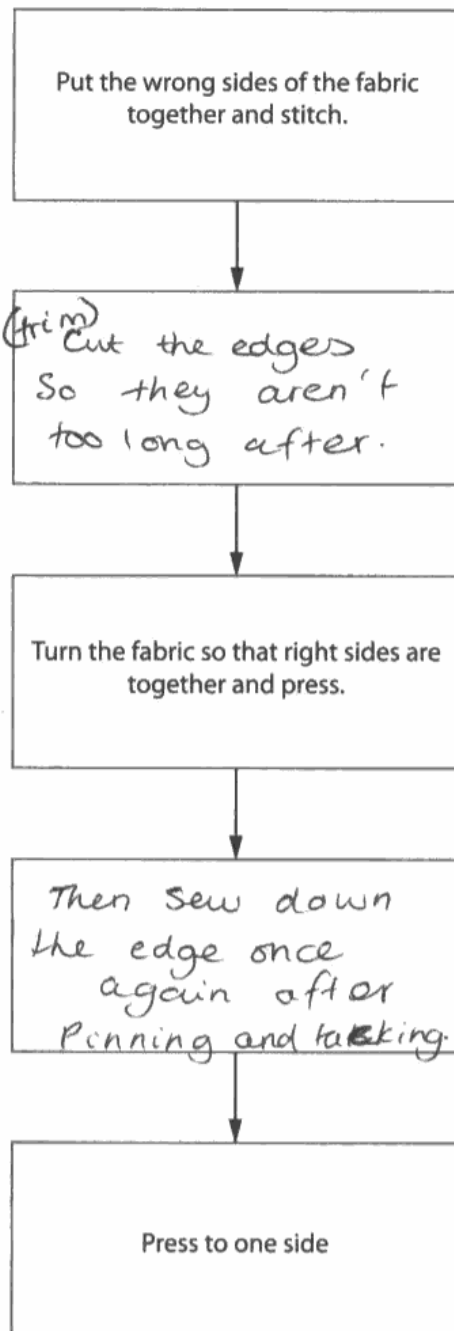 Put the wrong sides of the fabric
together and stitch.
(trim)
Cut the edges
So they aren't
too long after.
Turn the fabric so that right sides are
together and press.
Then sew down
the edge once
again after
Pinning and tacking.
Press to one side